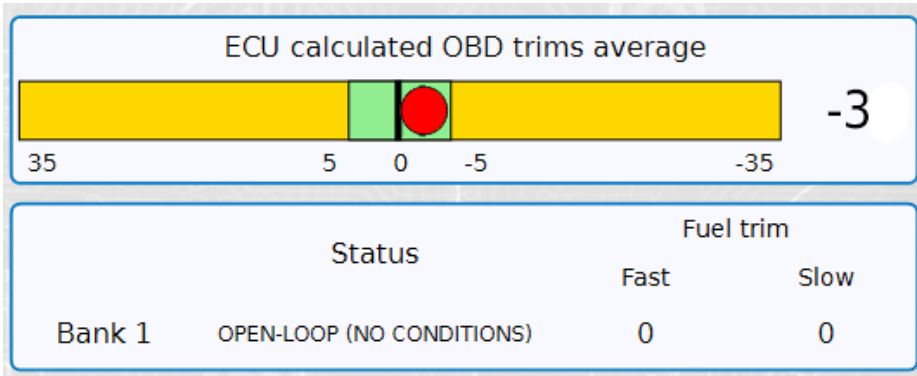 ECU calculated OBD trims average
-3
35 5 0 -5 -35
Fuel trim
Status
Fast Slow
Bank 1 OPEN-LOOP (NO CONDITIONS) 0 0